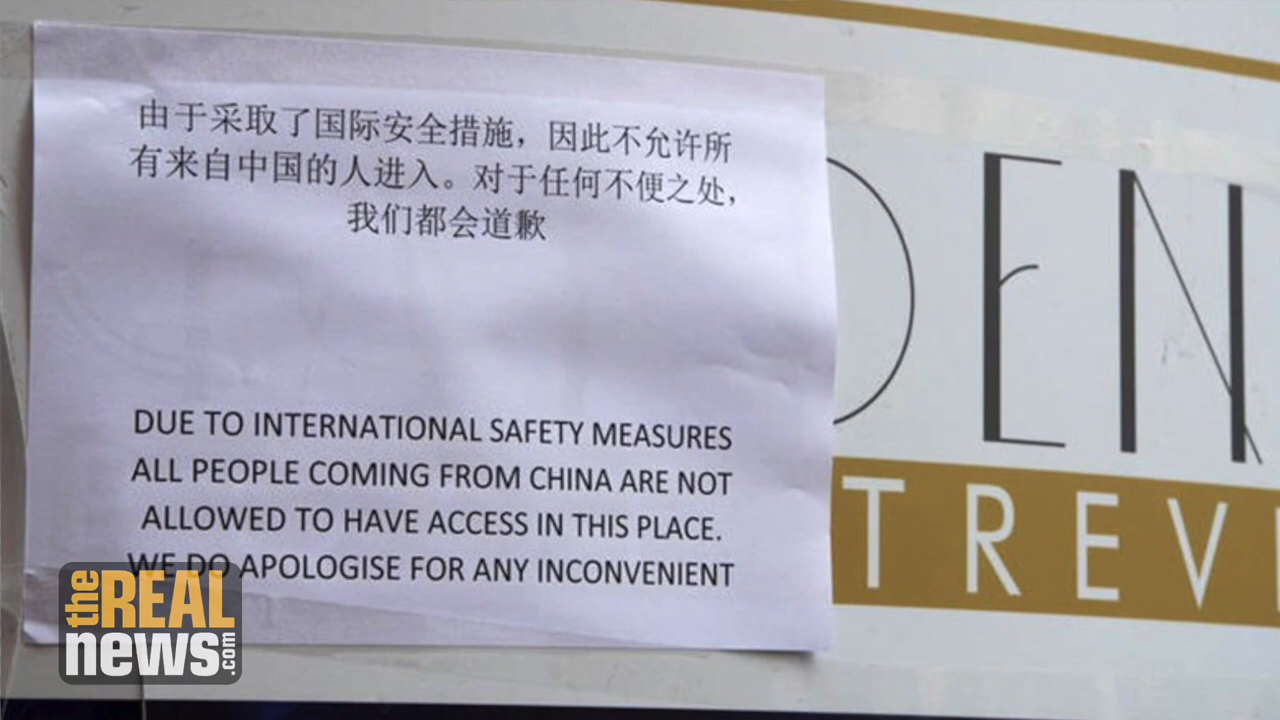 由于采取了国际安全措施，因此不允许所
有来自中国的人进入。对于任何不便之处，
我们都会道歉
DUE TO INTERNATIONAL SAFETY MEASURES
ALL PEOPLE COMING FROM CHINA ARE NOT
ALLOWED TO HAVE ACCESS IN THIS PLACE.
WE DO APOLOGISE FOR ANY INCONVENIENT
DEN
TREVI
the REAL
news.com